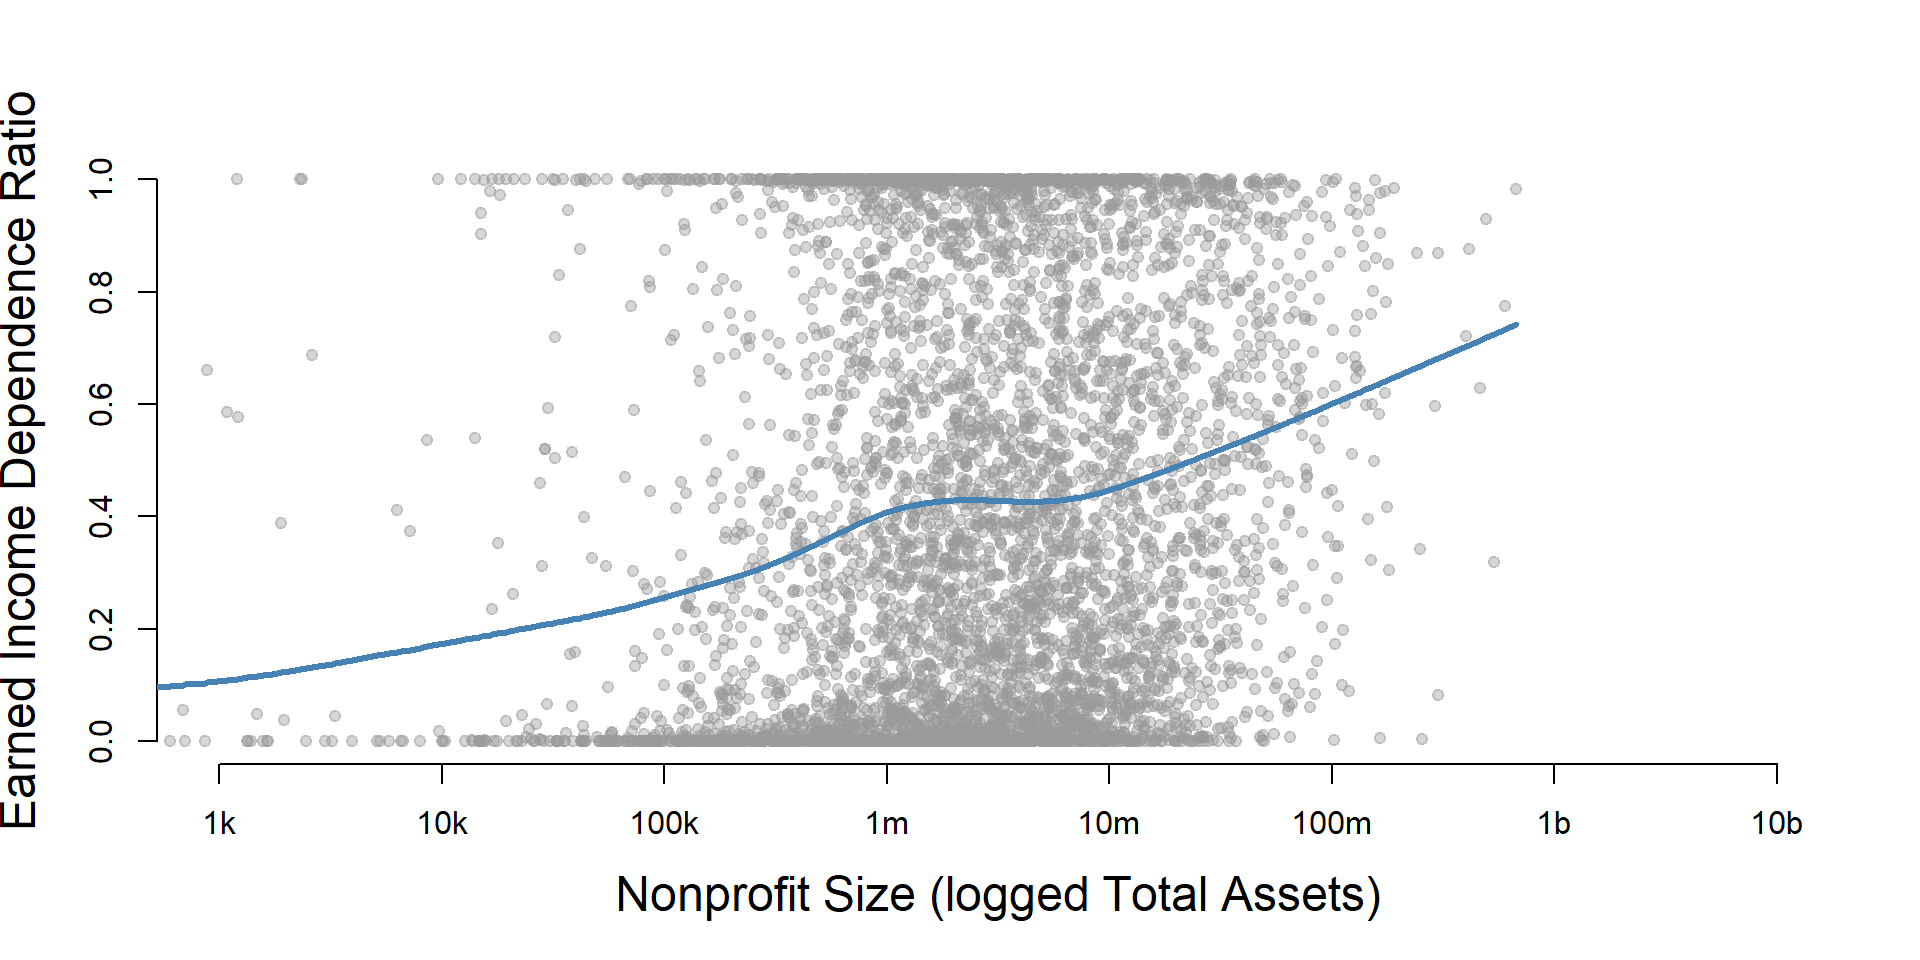 Earned Income Dependence Ratio
1.0
0.8
0.6
0.4
0.2
0.0
1k 10k 100k 1m 10m 100m 1b 10b
Nonprofit Size (logged Total Assets)